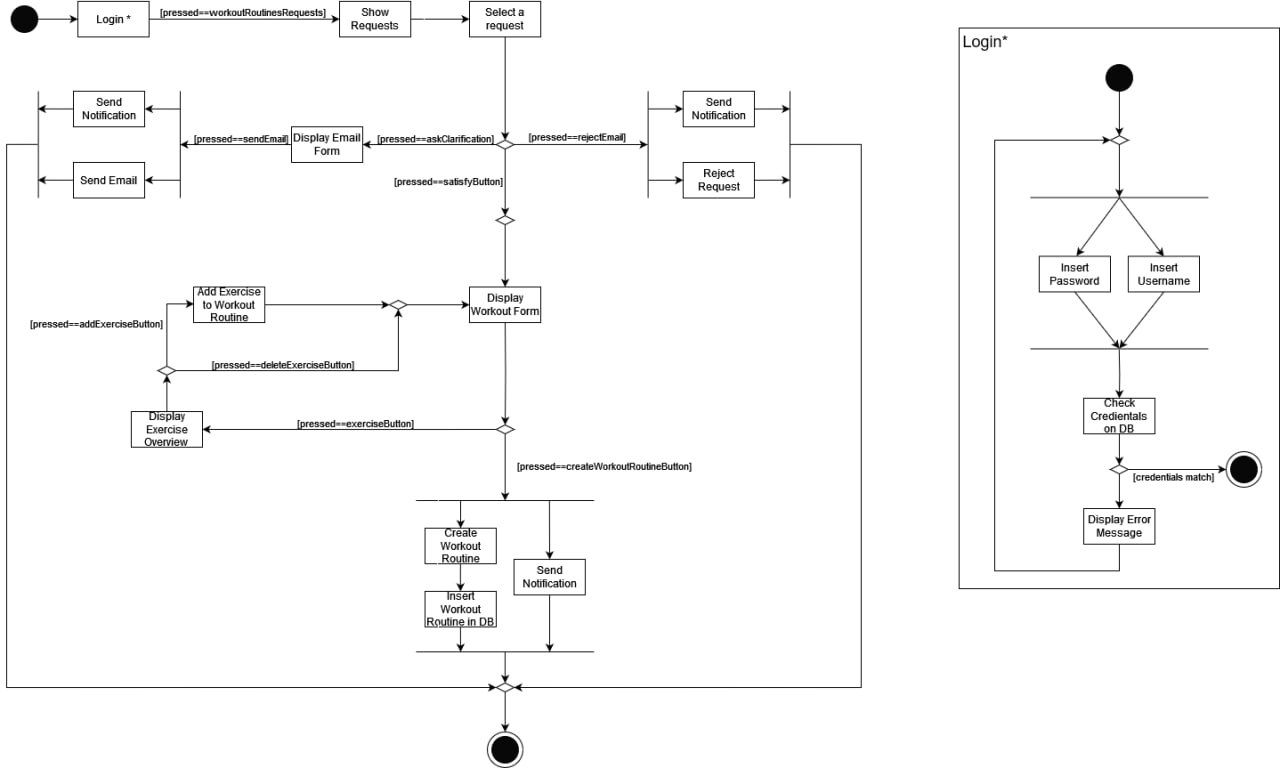 Login *
[pressed==workoutRoutinesRequests]
Show
Requests
Select a
request
Login*
Send
Notification
Send
Notification
[pressed==sendEmail]
Display Email
Form
[pressed==askClarification]
[pressed==rejectEmail]
Send Email
[pressed==satisfyButton]
Reject
Request
Insert
Password
Insert
Username
Add Exercise
to Workout
Routine
Display
Workout Form
[pressed==addExerciseButton]
[pressed==deleteExerciseButton]
Display
Exercise
Overview
[pressed==exerciseButton]
Check
Credientals
on DB
[pressed==createWorkoutRoutineButton]
[credentials match]
Create
Workout
Routine
Send
Notification
Display Error
Message
Insert
Workout
Routine in DB